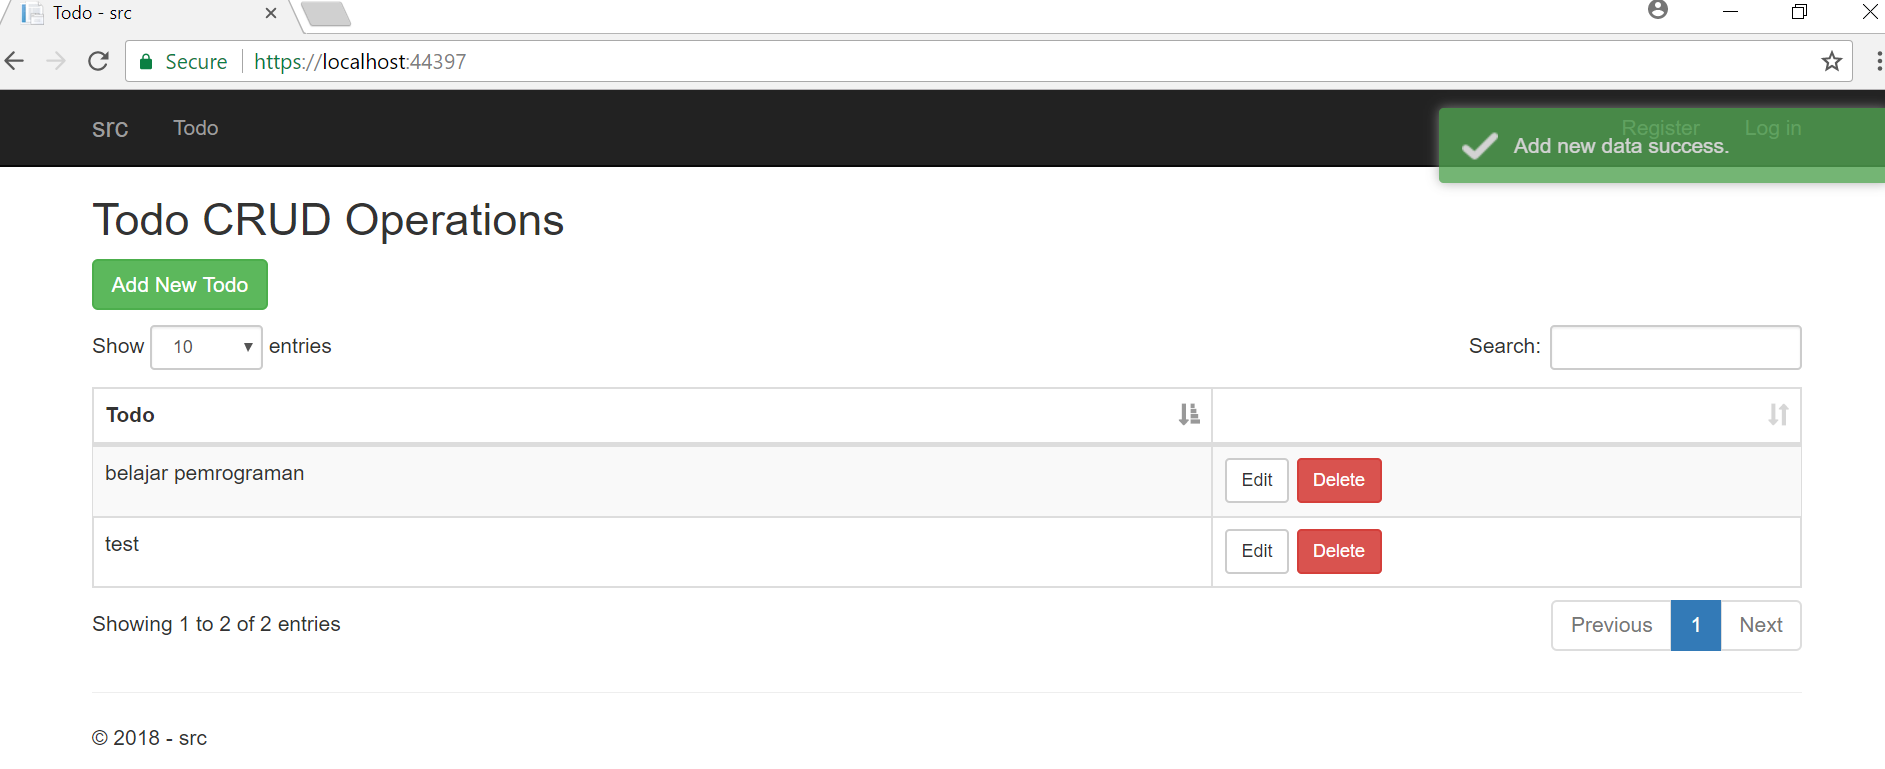 Todo - src
Secure https://localhost:44397
src Todo Register Log in
Add new data success.
Todo CRUD Operations
Add New Todo
Show 10 entries Search:
Todo
belajar pemrograman Edit Delete
test Edit Delete
Showing 1 to 2 of 2 entries Previous 1 Next
© 2018 - src